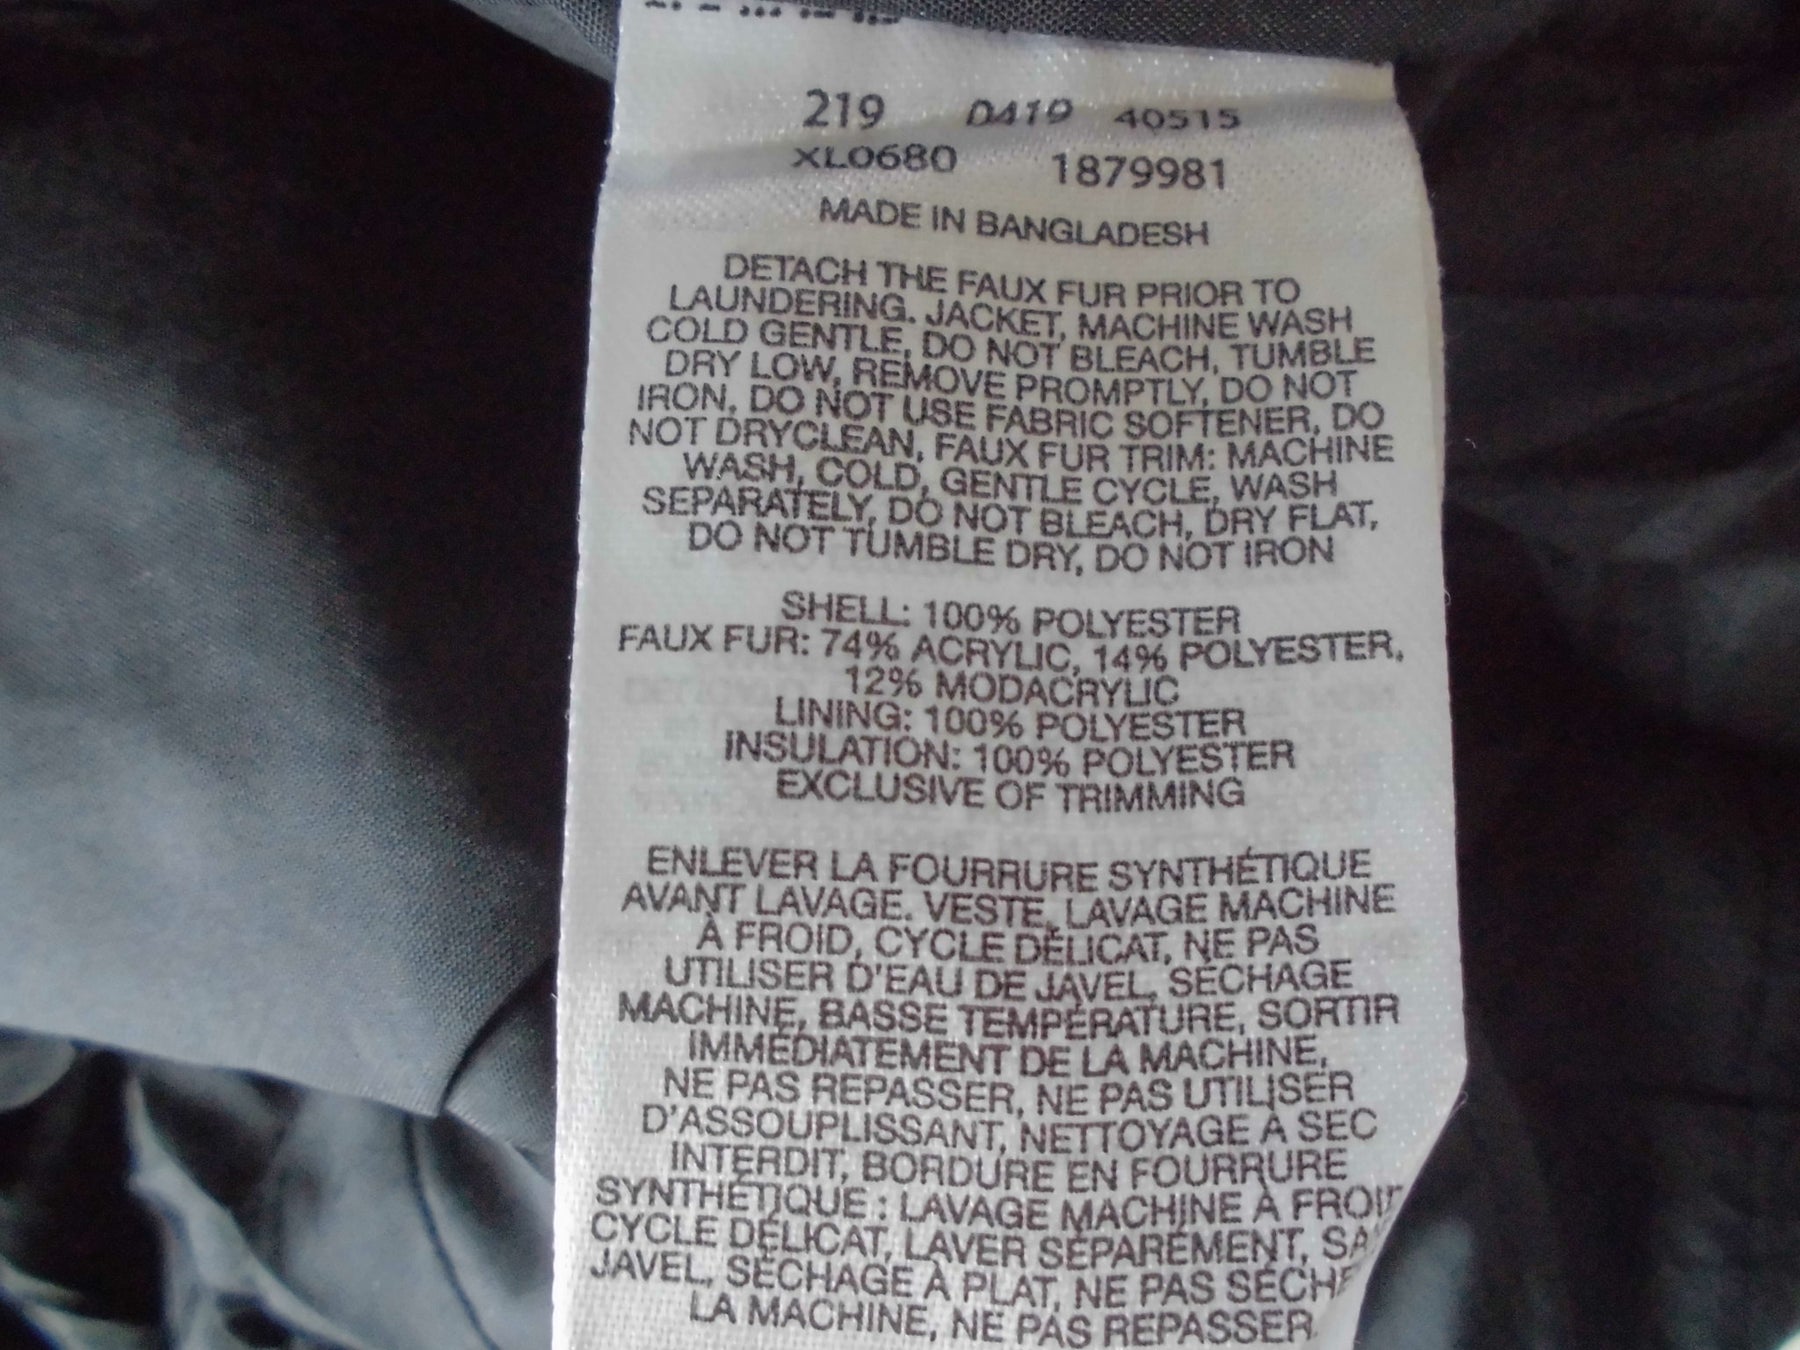 219 0419 40515
XL0680 1879981
MADE IN BANGLADESH
DETACH THE FAUX FUR PRIOR TO
LAUNDERING. JACKET, MACHINE WASH
COLD GENTLE, DO NOT BLEACH, TUMBLE
DRY LOW, REMOVE PROMPTLY, DO NOT
IRON, DO NOT USE FABRIC SOFTENER, DO
NOT DRYCLEAN, FAUX FUR TRIM: MACHINE
WASH, COLD, GENTLE CYCLE, WASH
SEPARATELY, DO NOT BLEACH, DRY FLAT,
DO NOT TUMBLE DRY, DO NOT IRON
SHELL: 100% POLYESTER
FAUX FUR: 74% ACRYLIC, 14% POLYESTER,
12% MODACRYLIC
LINING: 100% POLYESTER
INSULATION: 100% POLYESTER
EXCLUSIVE OF TRIMMING
ENLEVER LA FOURRURE SYNTHÉTIQUE
AVANT LAVAGE. VESTE, LAVAGE MACHINE
À FROID, CYCLE DÉLICAT, NE PAS
UTILISER D'EAU DE JAVEL, SÉCHAGE
MACHINE, BASSE TEMPÉRATURE, SORTIR
IMMÉDIATEMENT DE LA MACHINE,
NE PAS REPASSER, NE PAS UTILISER
D'ASSOUPLISSANT, NETTOYAGE À SEC
INTERDIT, BORDURE EN FOURRURE
SYNTHÉTIQUE : LAVAGE MACHINE À
CYCLE DÉLICAT, LAVER SÉPARÉMENT,
JAVEL, SÉCHAGE À PLAT, NE PAS
LA MACHINE, NE PAS REPASSER